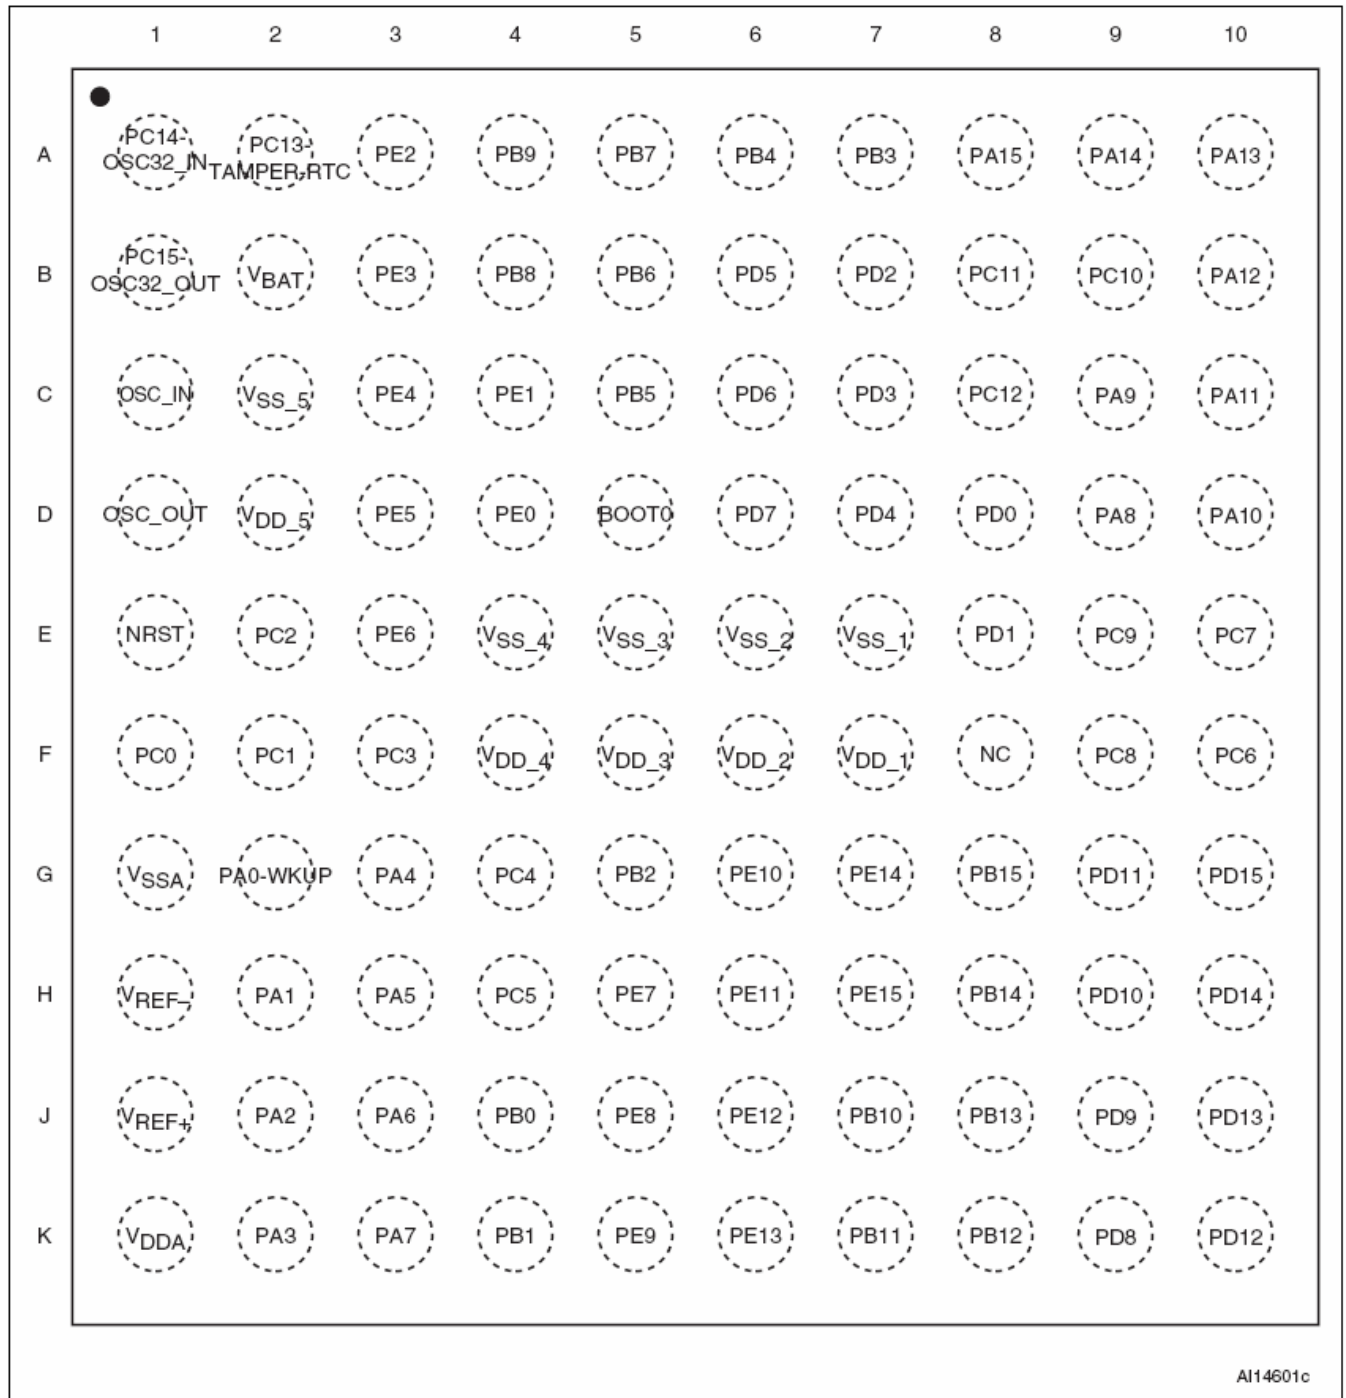 1 2 3 4 5 6 7 8 9 10
A PC14-OSC32_IN PC13-TAMPER-RTC PE2 PB9 PB7 PB4 PB3 PA15 PA14 PA13
B PC15-OSC32_OUT VBAT PE3 PB8 PB6 PD5 PD2 PC11 PC10 PA12
C OSC_IN VSS_5 PE4 PE1 PB5 PD6 PD3 PC12 PA9 PA11
D OSC_OUT VDD_5 PE5 PE0 BOOT0 PD7 PD4 PD0 PA8 PA10
E NRST PC2 PE6 VSS_4 VSS_3 VSS_2 VSS_1 PD1 PC9 PC7
F PC0 PC1 PC3 VDD_4 VDD_3 VDD_2 VDD_1 NC PC8 PC6
G VSSA PA0-WKUP PA4 PC4 PB2 PE10 PE14 PB15 PD11 PD15
H VREF– PA1 PA5 PC5 PE7 PE11 PE15 PB14 PD10 PD14
J VREF+ PA2 PA6 PB0 PE8 PE12 PB10 PB13 PD9 PD13
K VDDA PA3 PA7 PB1 PE9 PE13 PB11 PB12 PD8 PD12
AI14601c